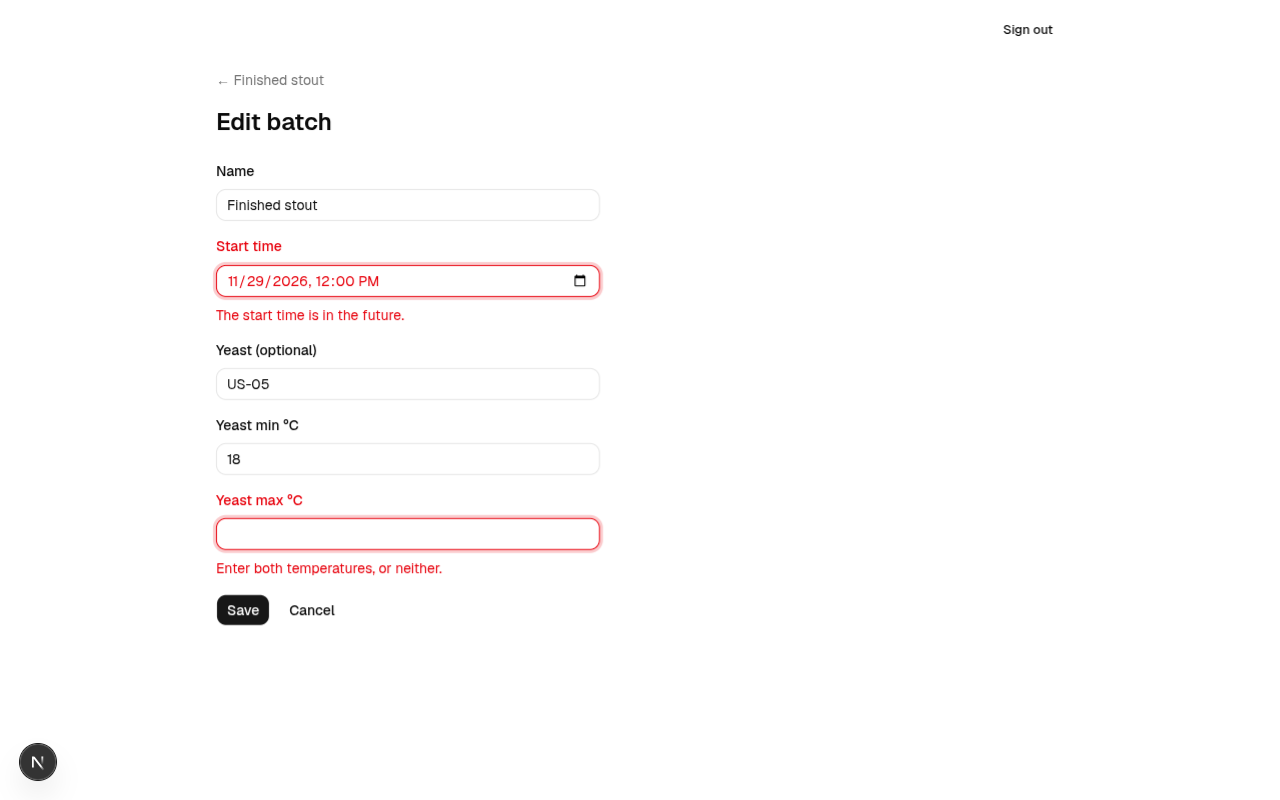 Sign out
← Finished stout
Edit batch
Name
Finished stout
Start time
11/29/2026, 12:00 PM
The start time is in the future.
Yeast (optional)
US-05
Yeast min °C
18
Yeast max °C
Enter both temperatures, or neither.
Save Cancel
N